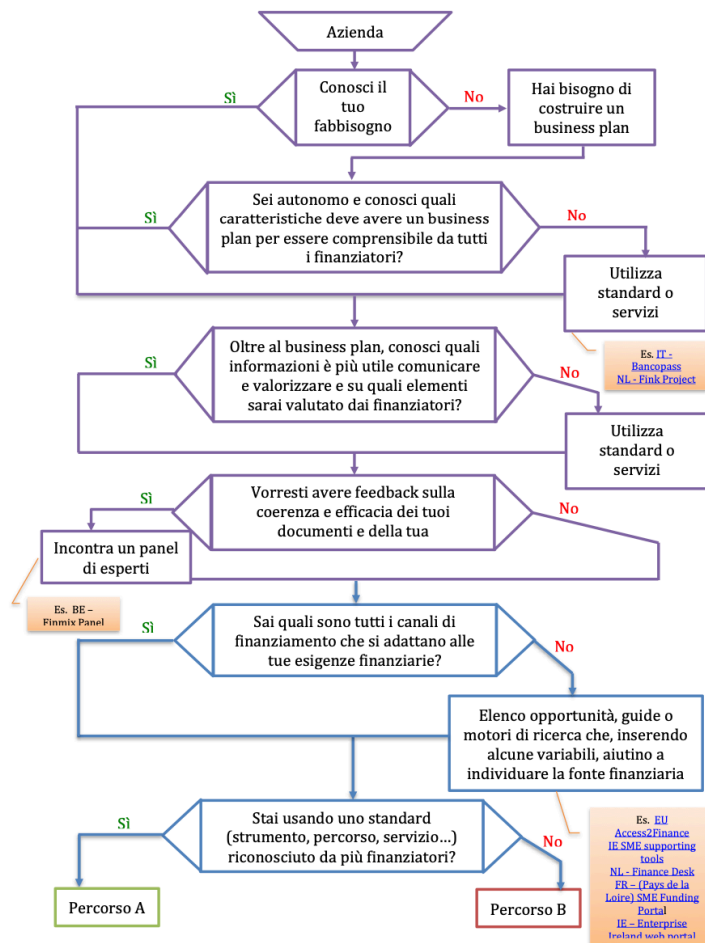 Azienda
Conosci il
tuo
fabbisogno
Sì
No
Hai bisogno di
costruire un
business plan
Sei autonomo e conosci quali
caratteristiche deve avere un business
plan per essere comprensibile da tutti
i finanziatori?
Sì
No
Utilizza
standard o
servizi
Es. IT -
Bancopass
NL - Fink Project
Oltre al business plan, conosci quali
informazioni è più utile comunicare
e valorizzare e su quali elementi
sarai valutato dai finanziatori?
Sì
No
Utilizza
standard o
servizi
Vorresti avere feedback sulla
coerenza e efficacia dei tuoi
documenti e della tua
Sì
No
Incontra un panel
di esperti
Es. BE –
Finmix Panel
Sai quali sono tutti i canali di
finanziamento che si adattano alle
tue esigenze finanziarie?
Sì
No
Elenco opportunità, guide o
motori di ricerca che, inserendo
alcune variabili, aiutino a
individuare la fonte finanziaria
Es. EU
Access2Finance
IE SME supporting
tools
NL - Finance Desk
FR – (Pays de la
Loire) SME Funding
Portal
IE – Enterprise
Ireland web portal
Stai usando uno standard
(strumento, percorso, servizio…)
riconosciuto da più finanziatori?
Sì
No
Percorso A
Percorso B